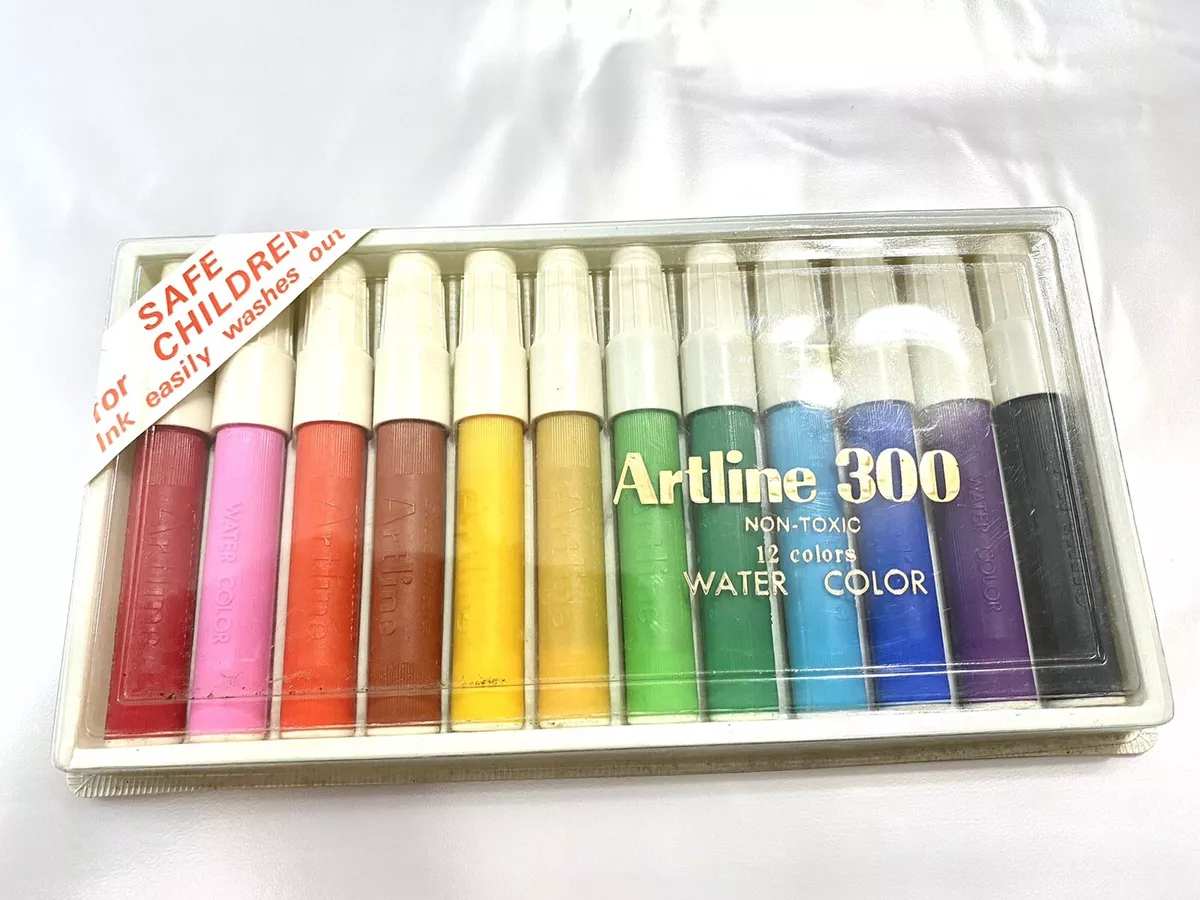 SAFE
for CHILDREN
Ink easily washes out
Artline 300
NON-TOXIC
12 colors
WATER COLOR
Artline
WATER COLOR
Artline
Artline
Artline
WATER COLOR